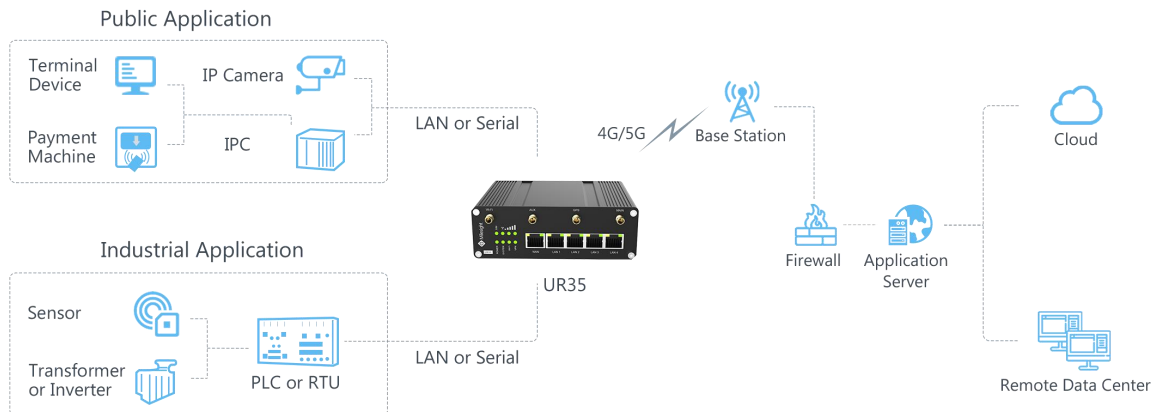 Public Application
Terminal
Device
IP Camera
Payment
Machine
IPC
LAN or Serial
4G/5G
Base Station
Cloud
UR35
Firewall
Application
Server
Industrial Application
Sensor
Transformer
or Inverter
PLC or RTU
LAN or Serial
Remote Data Center